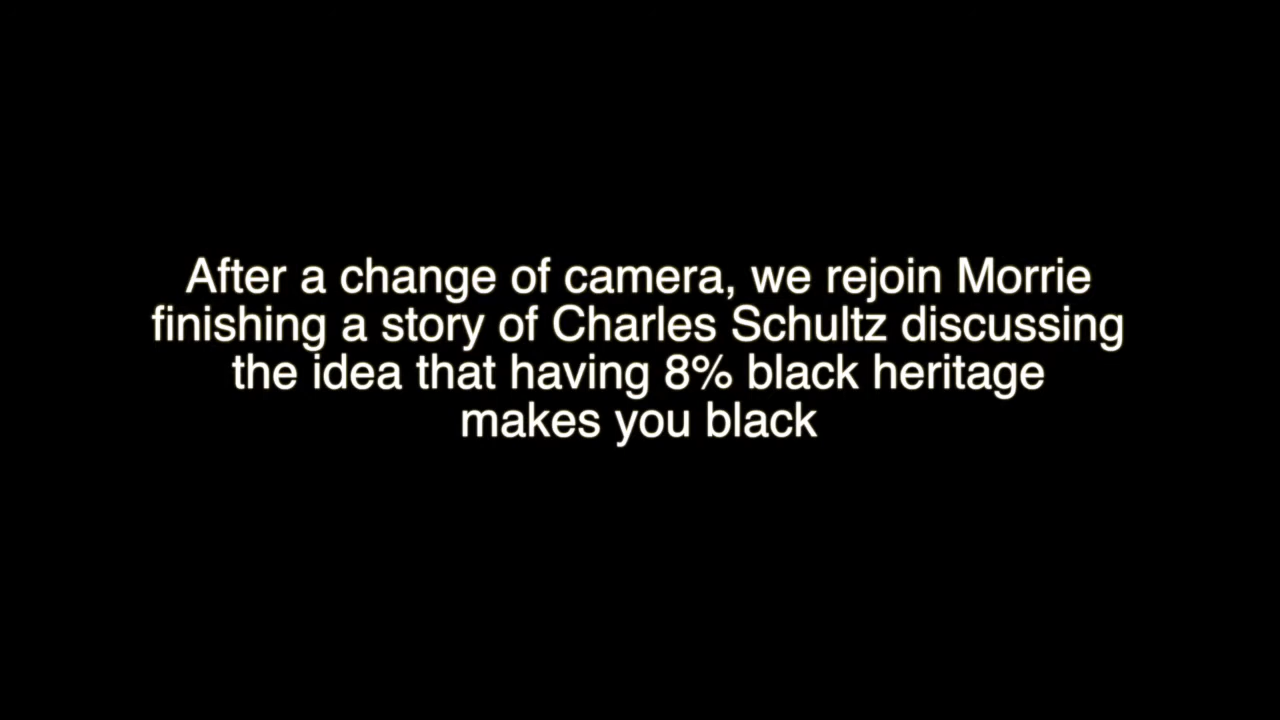 After a change of camera, we rejoin Morrie
finishing a story of Charles Schultz discussing
the idea that having 8% black heritage
makes you black